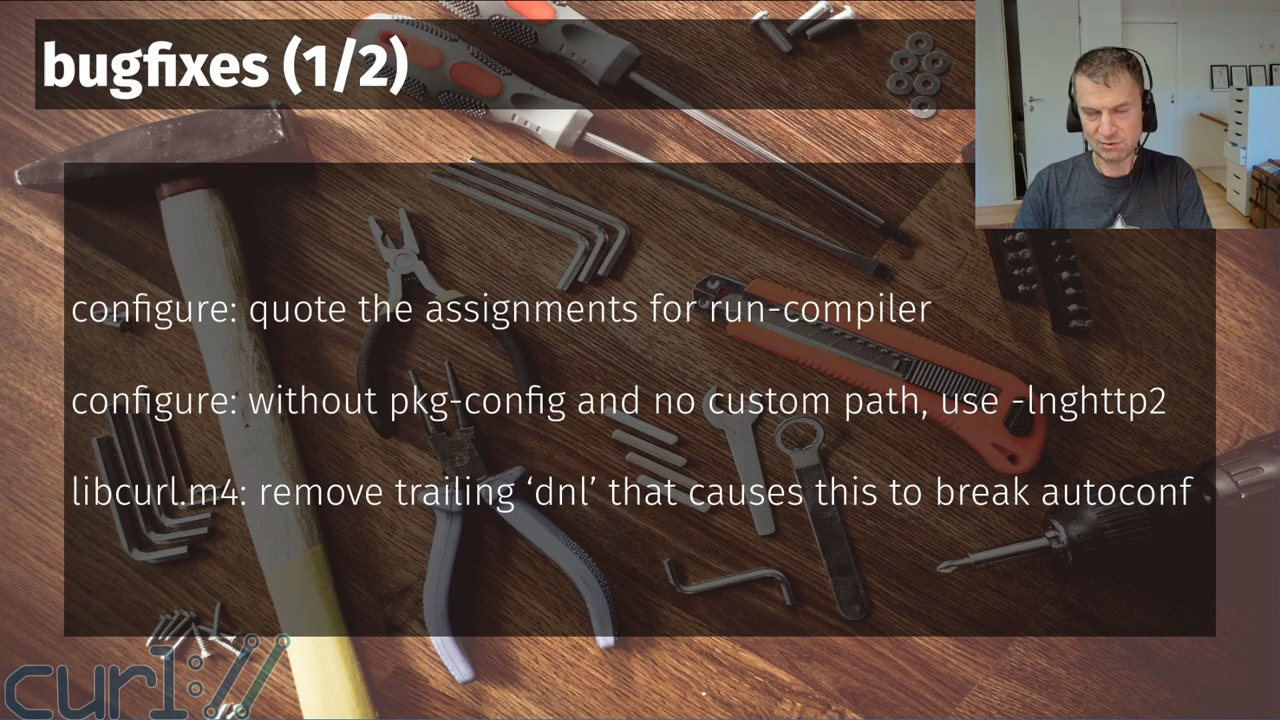 bugfixes (1/2)
configure: quote the assignments for run-compiler
configure: without pkg-config and no custom path, use -lnghttp2
libcurl.m4: remove trailing ‘dnl’ that causes this to break autoconf
curl://